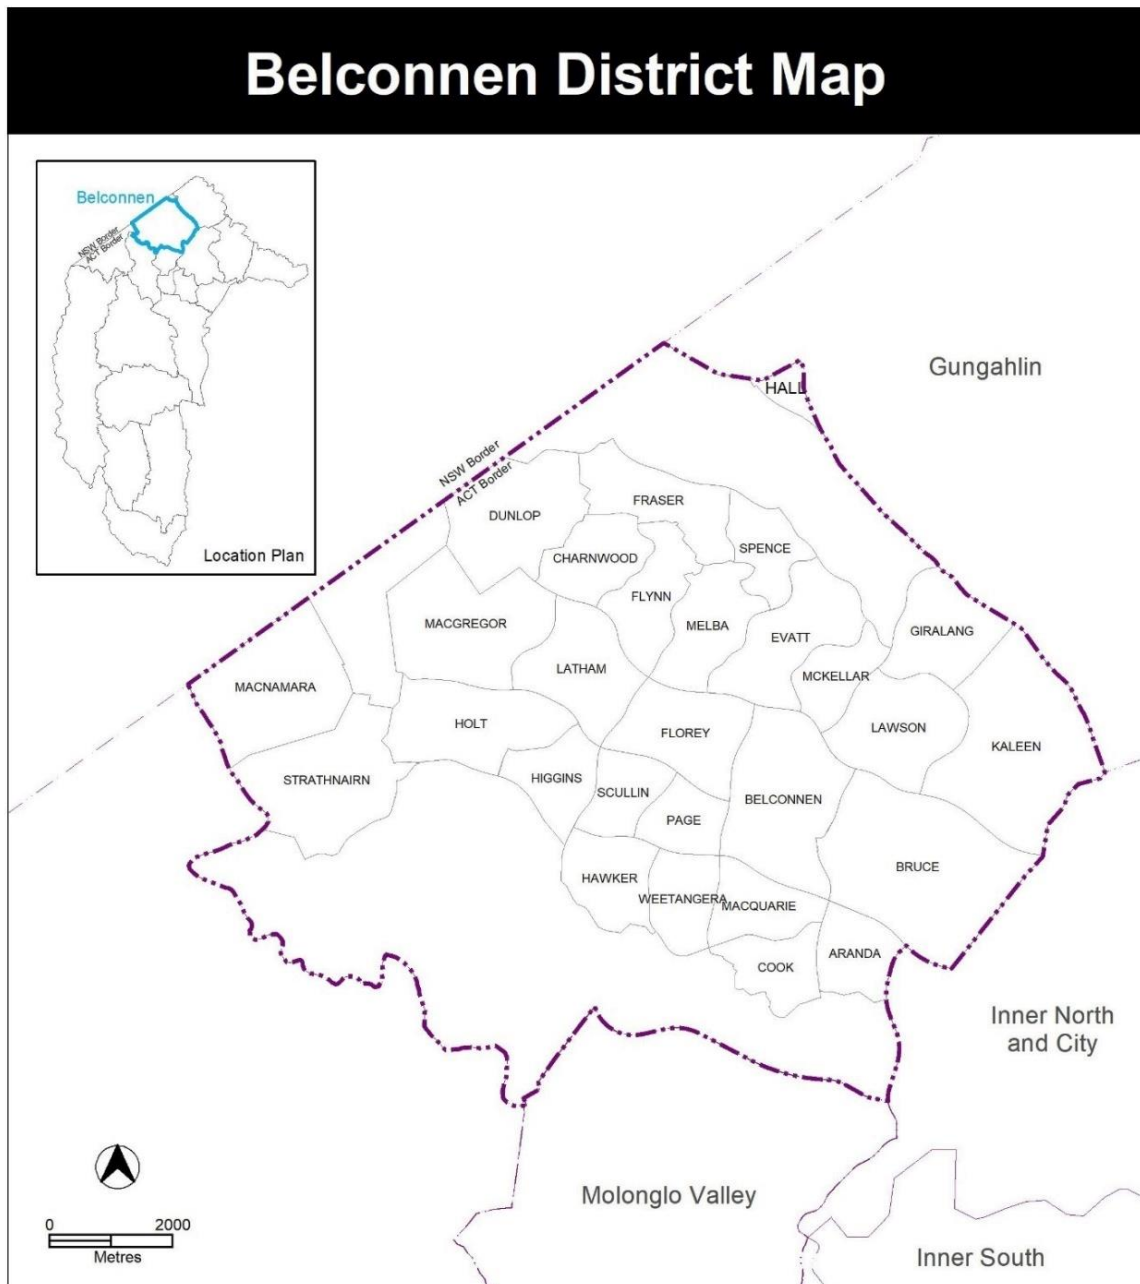 Belconnen District Map
Belconnen
NSW Border
ACT Border
Location Plan
Gungahlin
HALL
NSW Border
ACT Border
FRASER
DUNLOP
SPENCE
CHARNWOOD
FLYNN
MACGREGOR
MELBA
GIRALANG
EVATT
LATHAM
MCKELLAR
MACNAMARA
HOLT
LAWSON
FLOREY
KALEEN
STRATHNAIRN
HIGGINS
SCULLIN
BELCONNEN
PAGE
BRUCE
HAWKER
WEETANGERA
MACQUARIE
ARANDA
COOK
Inner North
and City
Molonglo Valley
0 2000
Metres
Inner South